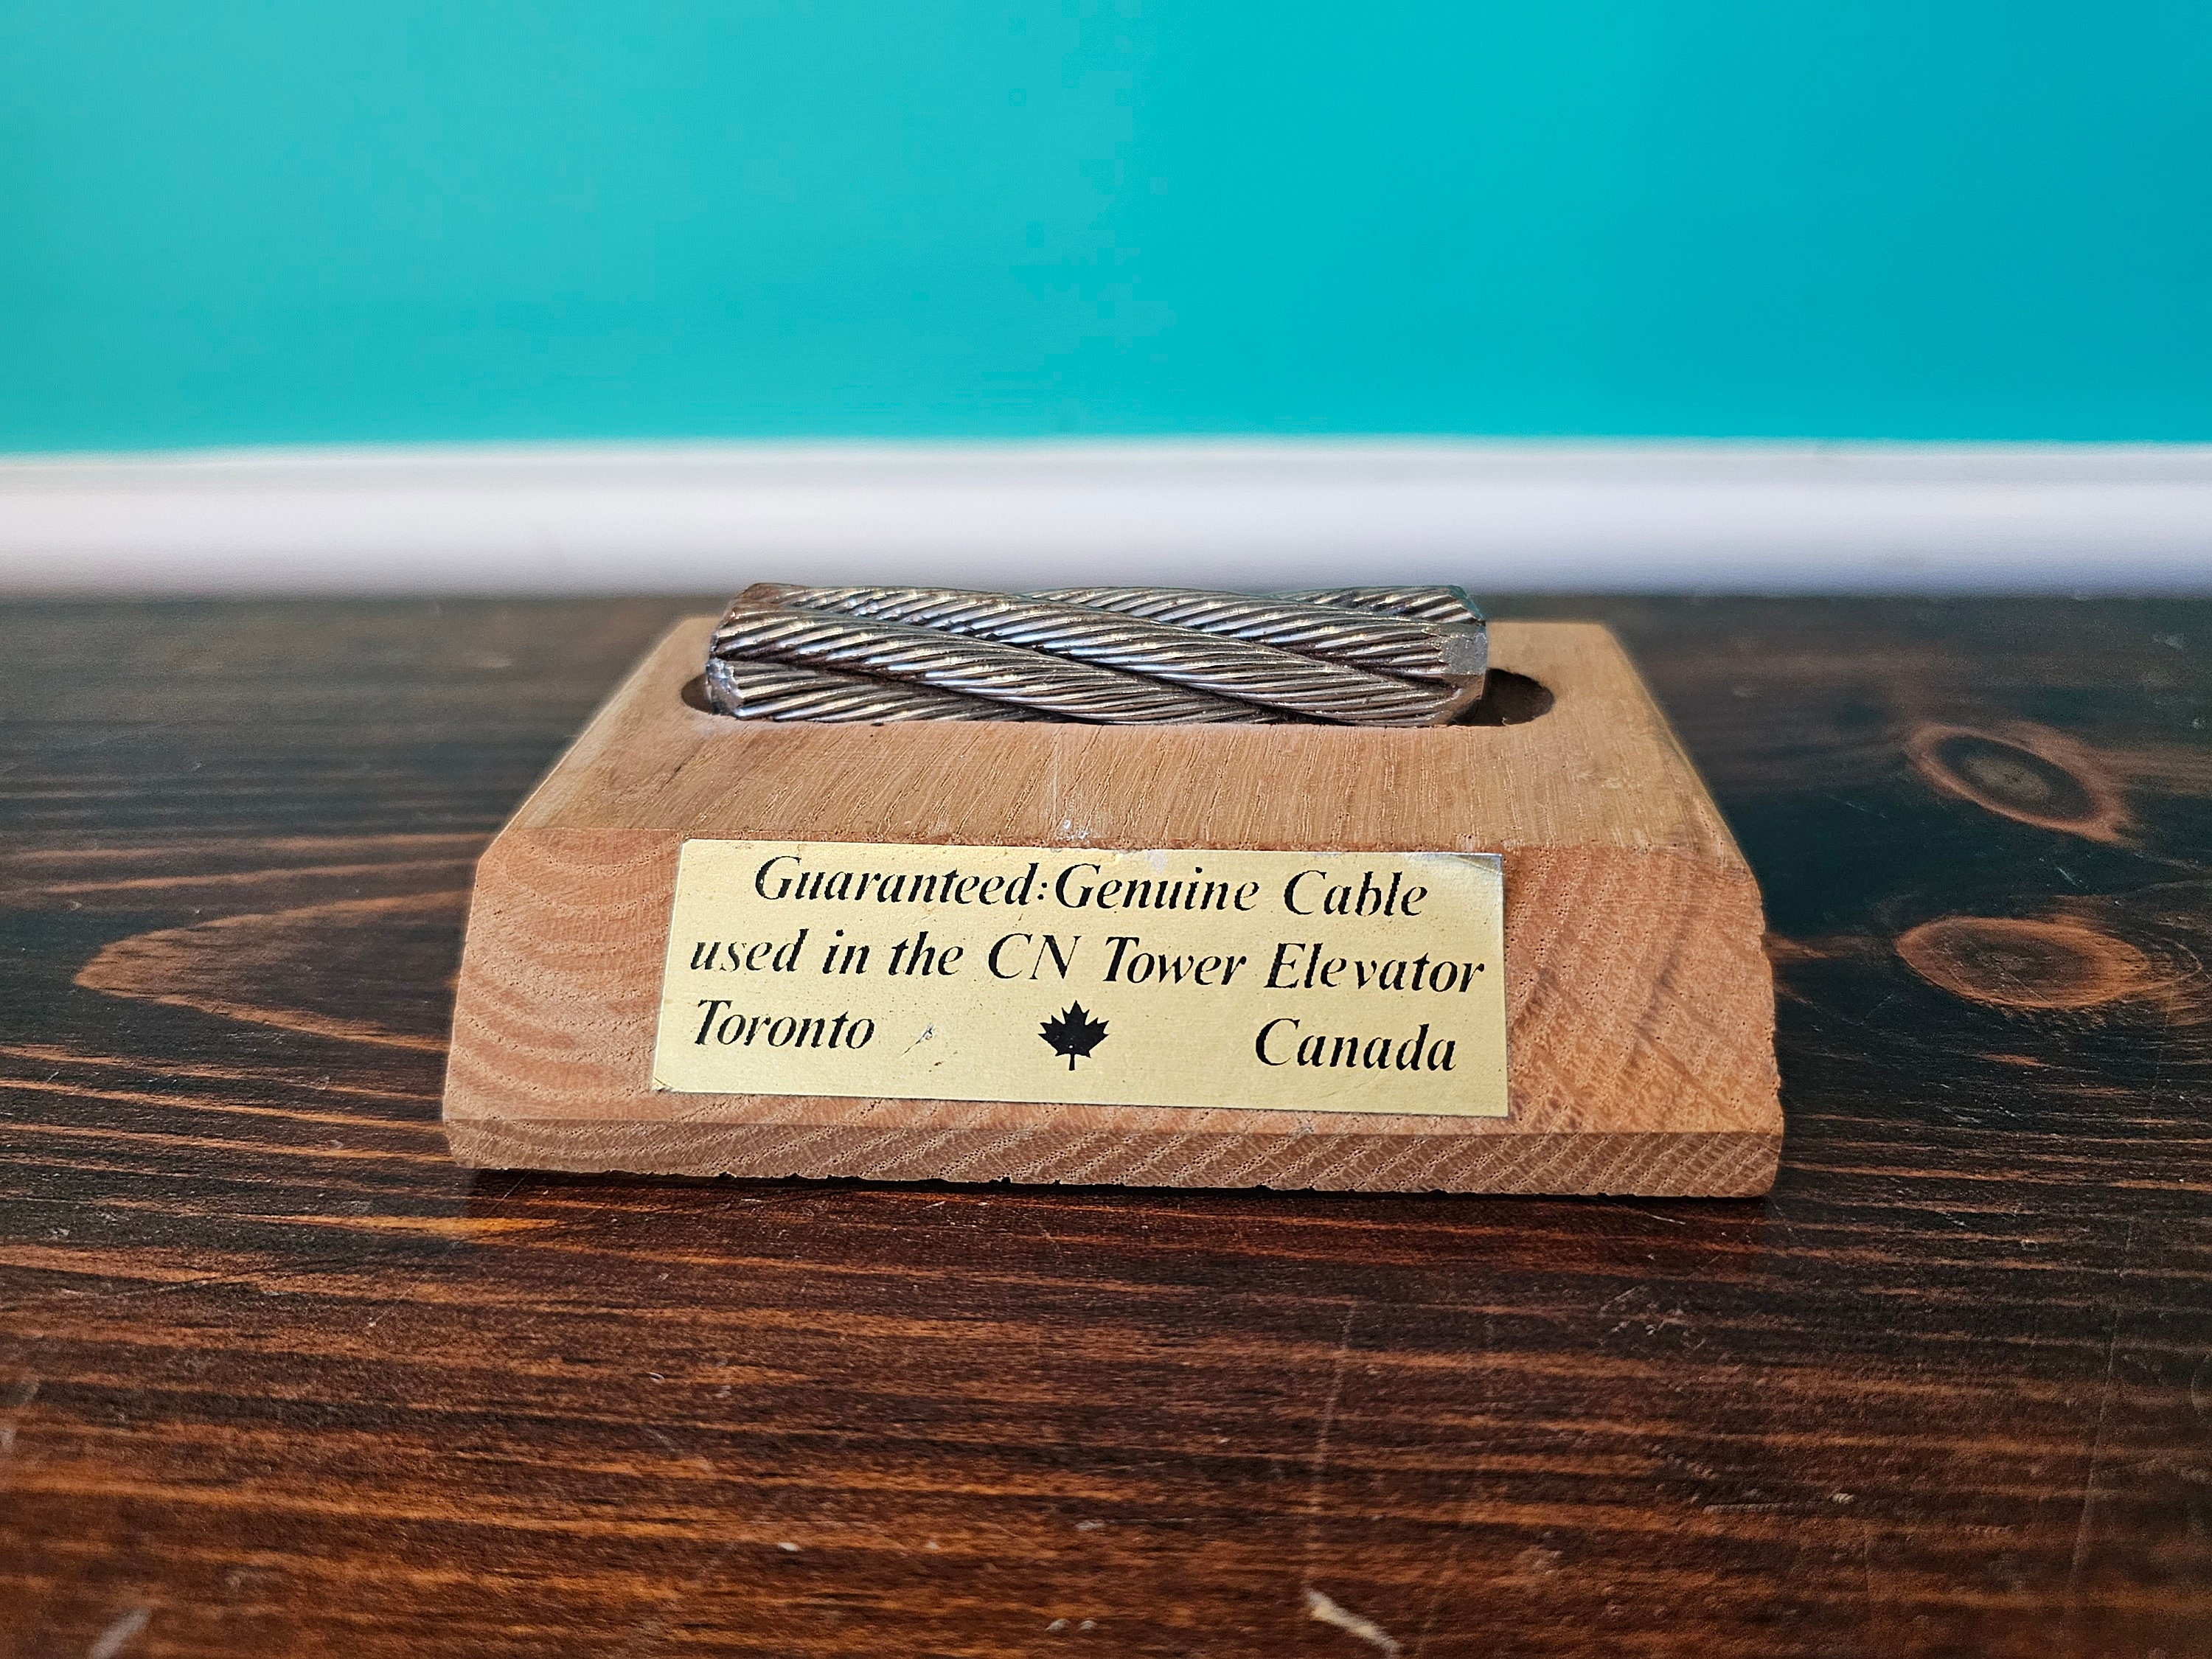 Guaranteed:Genuine Cable
used in the CN Tower Elevator
Toronto Canada